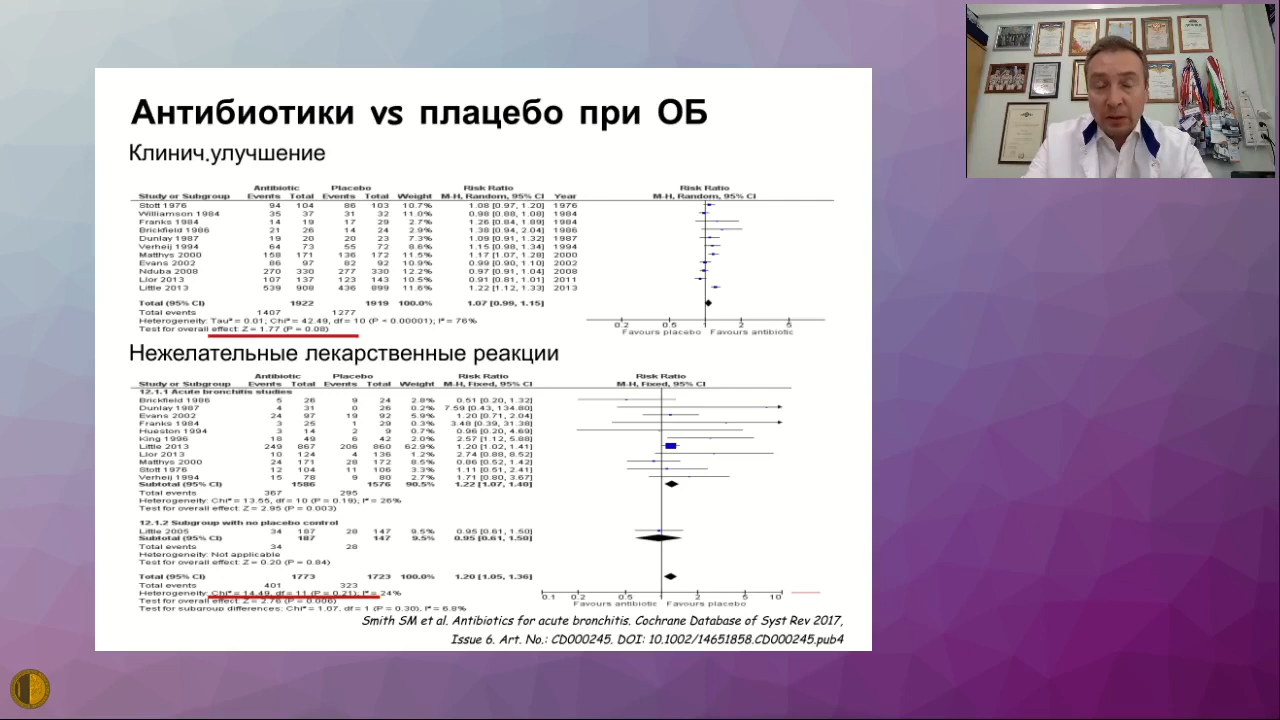 Антибиотики vs плацебо при ОБ
Клинич.улучшение
Antibiotic Placebo Risk Ratio Risk Ratio
Study or Subgroup Events Total Events Total Weight M-H, Random, 95% CI Year M-H, Random, 95% CI
Stott 1976 94 104 86 103 10.7% 1.08 [0.97, 1.20] 1976
Williamson 1984 35 37 31 32 11.0% 0.98 [0.88, 1.08] 1984
Franks 1984 14 19 17 29 2.7% 1.26 [0.84, 1.89] 1984
Brickfield 1986 21 26 14 24 2.9% 1.38 [0.94, 2.04] 1986
Dunlay 1987 19 20 20 23 7.3% 1.09 [0.91, 1.32] 1987
Verheij 1994 64 73 55 72 8.6% 1.15 [0.98, 1.34] 1994
Matthys 2000 158 171 136 172 11.5% 1.17 [1.07, 1.28] 2000
Evans 2002 86 97 82 92 10.9% 0.99 [0.90, 1.10] 2002
Nduba 2008 270 330 277 330 12.2% 0.97 [0.91, 1.04] 2008
Llor 2013 107 137 123 143 10.9% 0.91 [0.81, 1.01] 2011
Little 2013 539 908 436 899 11.6% 1.22 [1.12, 1.33] 2013
Total (95% CI) 1922 1919 100.0% 1.07 [0.99, 1.15]
Total events 1407 1277
Heterogeneity: Tau² = 0.01; Chi² = 42.49, df = 10 (P < 0.00001); I² = 76%
Test for overall effect: Z = 1.77 (P = 0.08)
0.2 0.5 1 2 5
Favours placebo Favours antibiotic
Нежелательные лекарственные реакции
Antibiotic Placebo Risk Ratio Risk Ratio
Study or Subgroup Events Total Events Total Weight M-H, Fixed, 95% CI M-H, Fixed, 95% CI
12.1.1 Acute bronchitis studies
Brickfield 1986 5 26 9 24 2.8% 0.51 [0.20, 1.32]
Dunlay 1987 4 31 0 26 0.2% 7.59 [0.43, 134.80]
Evans 2002 24 97 19 92 5.9% 1.20 [0.71, 2.04]
Franks 1984 3 25 1 29 0.3% 3.48 [0.39, 31.38]
Hueston 1994 3 14 2 9 0.8% 0.96 [0.20, 4.69]
King 1996 18 49 6 42 2.0% 2.57 [1.12, 5.88]
Little 2013 249 867 206 860 62.9% 1.20 [1.02, 1.41]
Llor 2013 10 124 4 136 1.2% 2.74 [0.88, 8.52]
Matthys 2000 24 171 28 172 8.5% 0.86 [0.52, 1.42]
Stott 1976 12 104 11 106 3.3% 1.11 [0.51, 2.41]
Verheij 1994 15 78 9 80 2.7% 1.71 [0.80, 3.67]
Subtotal (95% CI) 1586 1576 90.5% 1.22 [1.07, 1.40]
Total events 367 295
Heterogeneity: Chi² = 13.55, df = 10 (P = 0.19); I² = 26%
Test for overall effect: Z = 2.95 (P = 0.003)
12.1.2 Subgroup with no placebo control
Little 2005 34 187 28 147 9.5% 0.95 [0.61, 1.50]
Subtotal (95% CI) 187 147 9.5% 0.95 [0.61, 1.50]
Total events 34 28
Heterogeneity: Not applicable
Test for overall effect: Z = 0.20 (P = 0.84)
Total (95% CI) 1773 1723 100.0% 1.20 [1.05, 1.36]
Total events 401 323
Heterogeneity: Chi² = 14.49, df = 11 (P = 0.21); I² = 24%
Test for overall effect: Z = 2.76 (P = 0.006)
Test for subgroup differences: Chi² = 1.07, df = 1 (P = 0.30), I² = 6.8%
0.1 0.2 0.5 1 2 5 10
Favours antibiotic Favours placebo
Smith SM et al. Antibiotics for acute bronchitis. Cochrane Database of Syst Rev 2017,
Issue 6. Art. No.: CD000245. DOI: 10.1002/14651858.CD000245.pub4